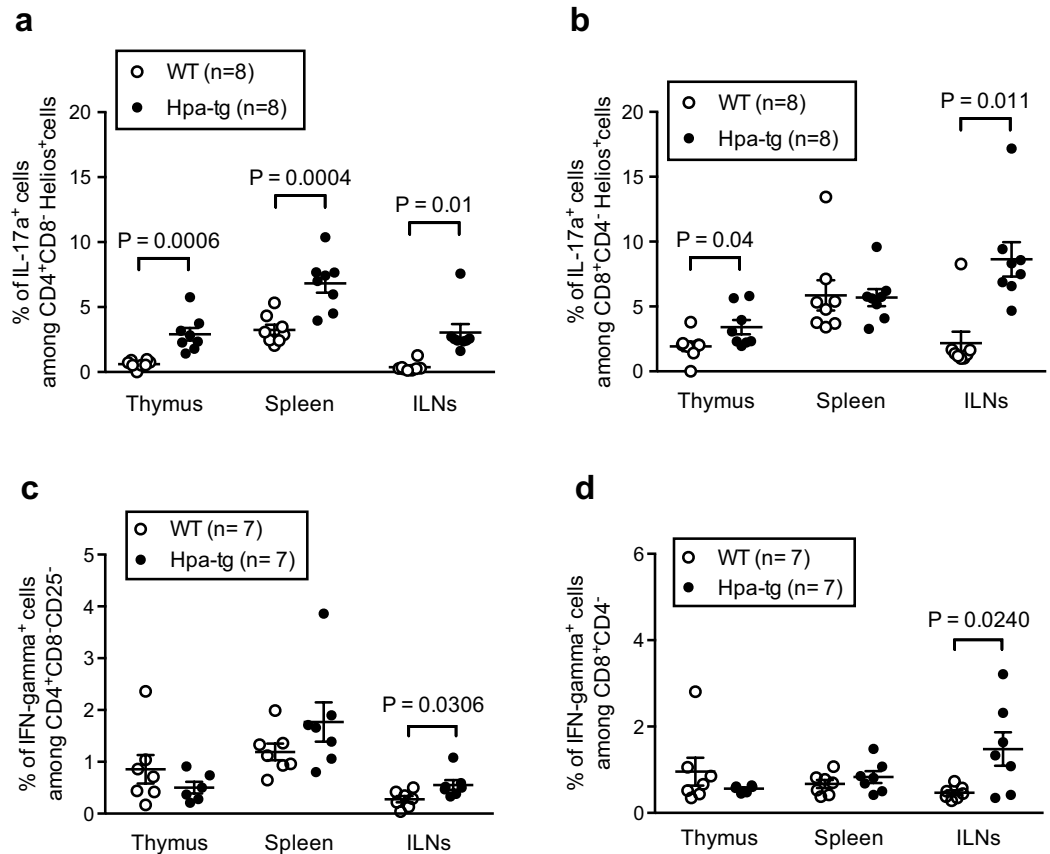 a
WT (n=8)
Hpa-tg (n=8)
% of IL-17a⁺ cells
among CD4⁺CD8⁻ Helios⁺cells
20
15
10
5
0
P = 0.0006
P = 0.0004
P = 0.01
Thymus Spleen ILNs
b
WT (n=8)
Hpa-tg (n=8)
% of IL-17a⁺ cells
among CD8⁺CD4⁻ Helios⁺cells
20
15
10
5
0
P = 0.04
P = 0.011
Thymus Spleen ILNs
c
WT (n= 7)
Hpa-tg (n= 7)
% of IFN-gamma⁺ cells
among CD4⁺CD8⁻CD25⁻
5
4
3
2
1
0
P = 0.0306
Thymus Spleen ILNs
d
WT (n= 7)
Hpa-tg (n= 7)
% of IFN-gamma⁺ cells
among CD8⁺CD4⁻
6
4
2
0
P = 0.0240
Thymus Spleen ILNs